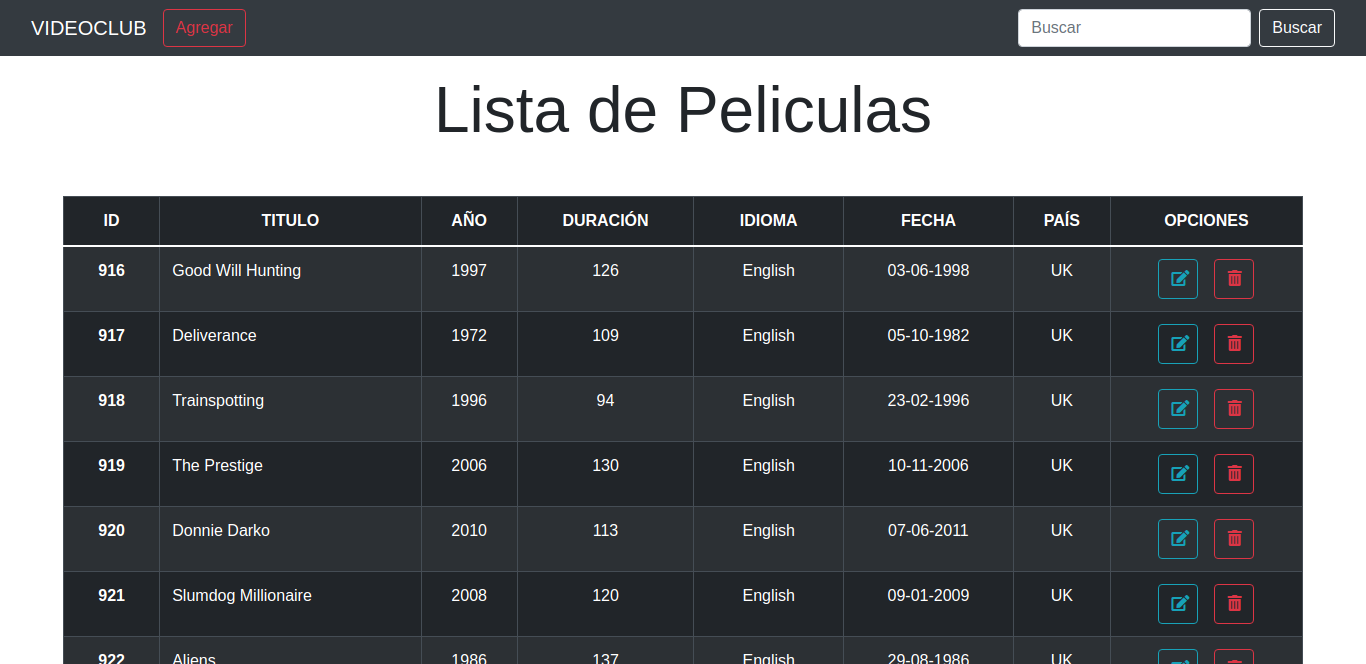 VIDEOCLUB Agregar Buscar Buscar
Lista de Peliculas
ID TITULO AÑO DURACIÓN IDIOMA FECHA PAÍS OPCIONES
916 Good Will Hunting 1997 126 English 03-06-1998 UK
917 Deliverance 1972 109 English 05-10-1982 UK
918 Trainspotting 1996 94 English 23-02-1996 UK
919 The Prestige 2006 130 English 10-11-2006 UK
920 Donnie Darko 2010 113 English 07-06-2011 UK
921 Slumdog Millionaire 2008 120 English 09-01-2009 UK
922 Aliens 1986 137 English 29-08-1986 UK